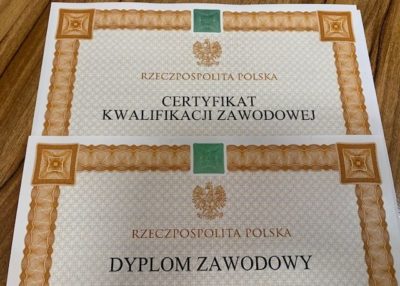 RZECZPOSPOLITA POLSKA
CERTYFIKAT
KWALIFIKACJI ZAWODOWEJ
RZECZPOSPOLITA POLSKA
DYPLOM ZAWODOWY